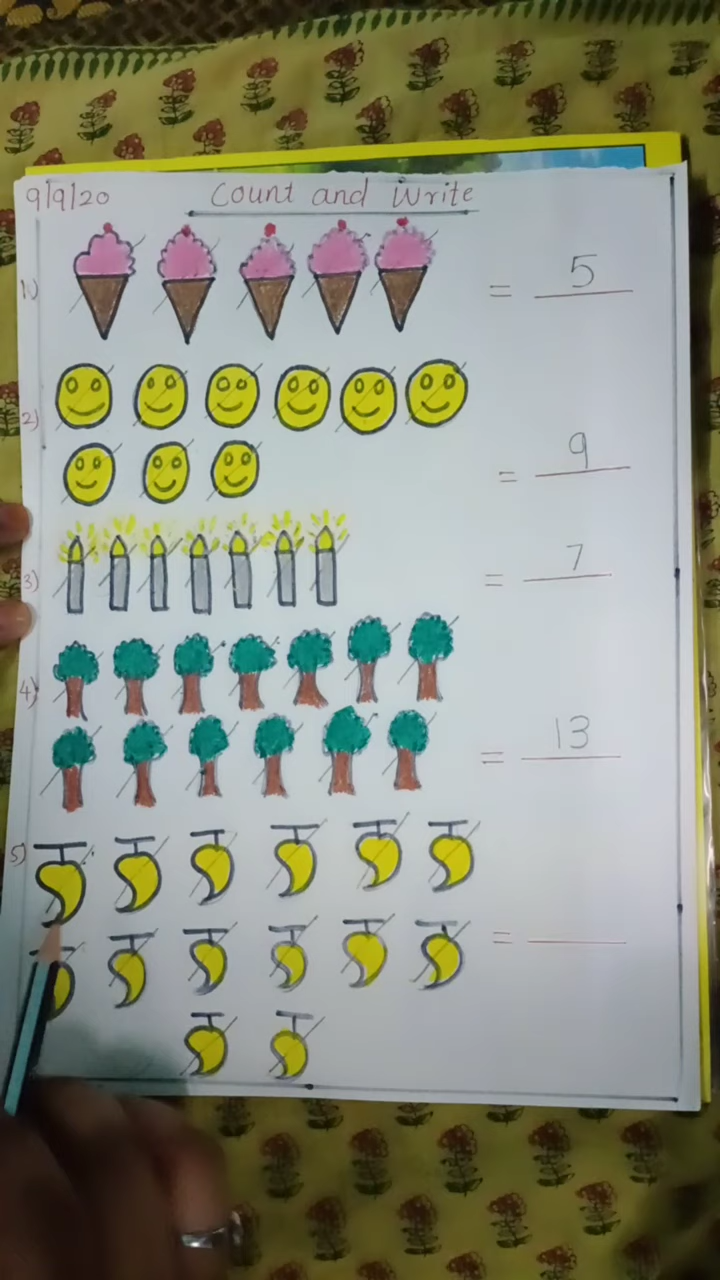 9/9/20 Count and Write
1) = 5
2) = 9
3) = 7
4) = 13
5) =